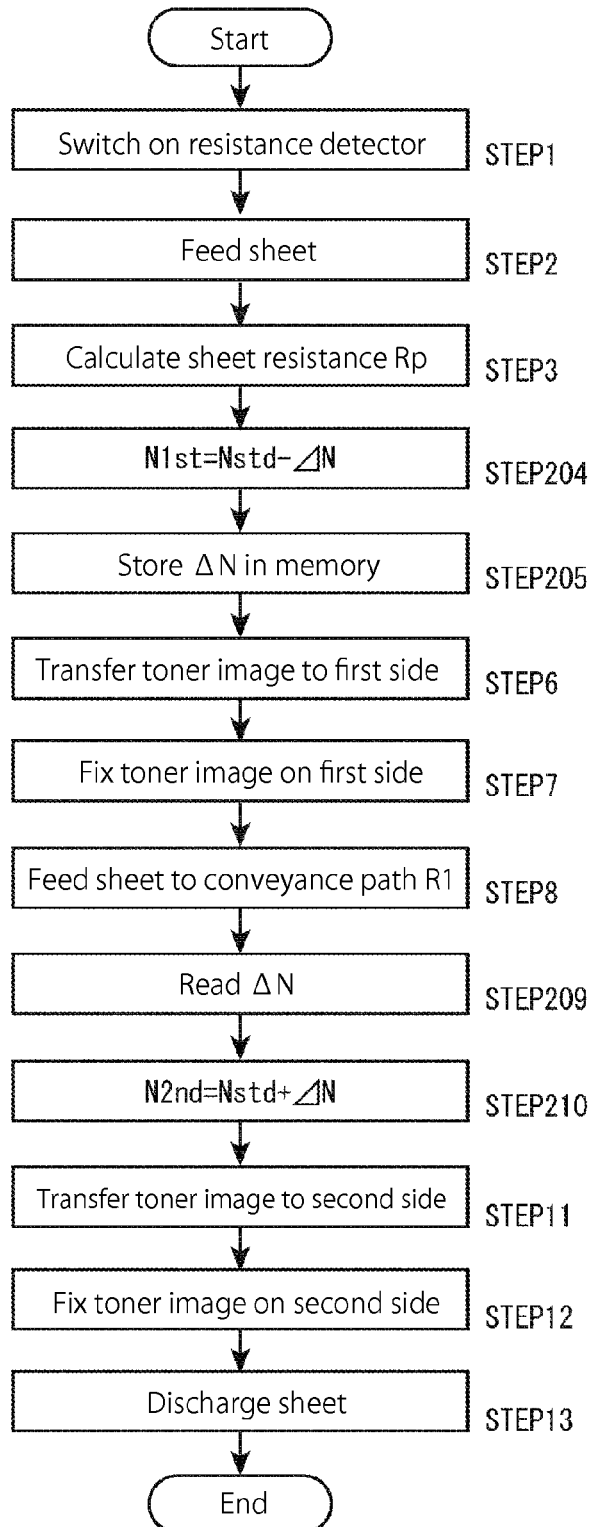 Start
Switch on resistance detector
STEP1
Feed sheet
STEP2
Calculate sheet resistance Rp
STEP3
N1st=Nstd-⊿N
STEP204
Store ΔN in memory
STEP205
Transfer toner image to first side
STEP6
Fix toner image on first side
STEP7
Feed sheet to conveyance path R1
STEP8
Read ΔN
STEP209
N2nd=Nstd+⊿N
STEP210
Transfer toner image to second side
STEP11
Fix toner image on second side
STEP12
Discharge sheet
STEP13
End